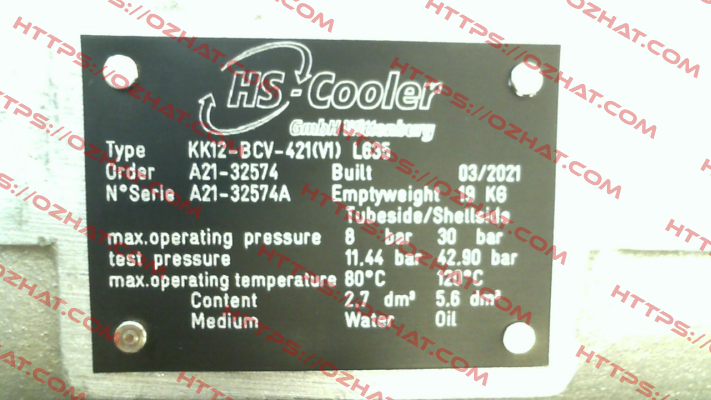 HS-Cooler
GmbH Wittenburg
Type KK12-BCV-421(V1) L635
Order A21-32574 Built 03/2021
N°Serie A21-32574A Emptyweight 19 KG
Tubeside/Shellside
max.operating pressure 8 bar 30 bar
test pressure 11.44 bar 42.90 bar
max.operating temperature 80°C 120°C
Content 2.7 dm³ 5.6 dm³
Medium Water Oil
HTTPS://OZHAT.COM